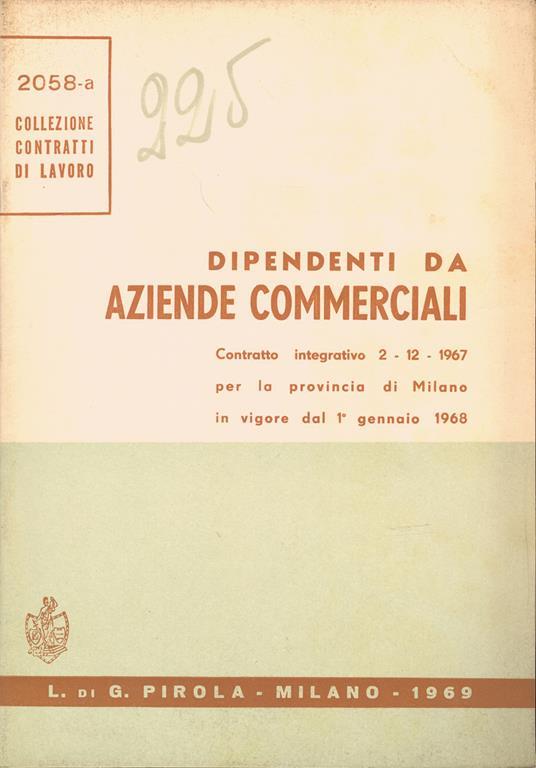 2058-a
COLLEZIONE
CONTRATTI
DI LAVORO
225
DIPENDENTI DA
AZIENDE COMMERCIALI
Contratto integrativo 2 - 12 - 1967
per la provincia di Milano
in vigore dal 1° gennaio 1968
L. DI G. PIROLA - MILANO - 1969